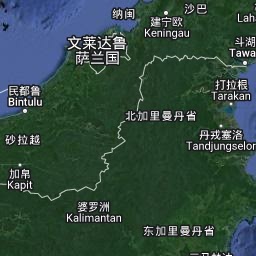 纳闽
沙巴
建宁欧
Keningau
文莱达鲁
萨兰国
斗湖
Tawa
Laha
民都鲁
Bintulu
打拉根
Tarakan
北加里曼丹省
砂拉越
丹戎塞洛
Tandjungselor
加帛
Kapit
婆罗洲
Kalimantan
东加里曼丹省